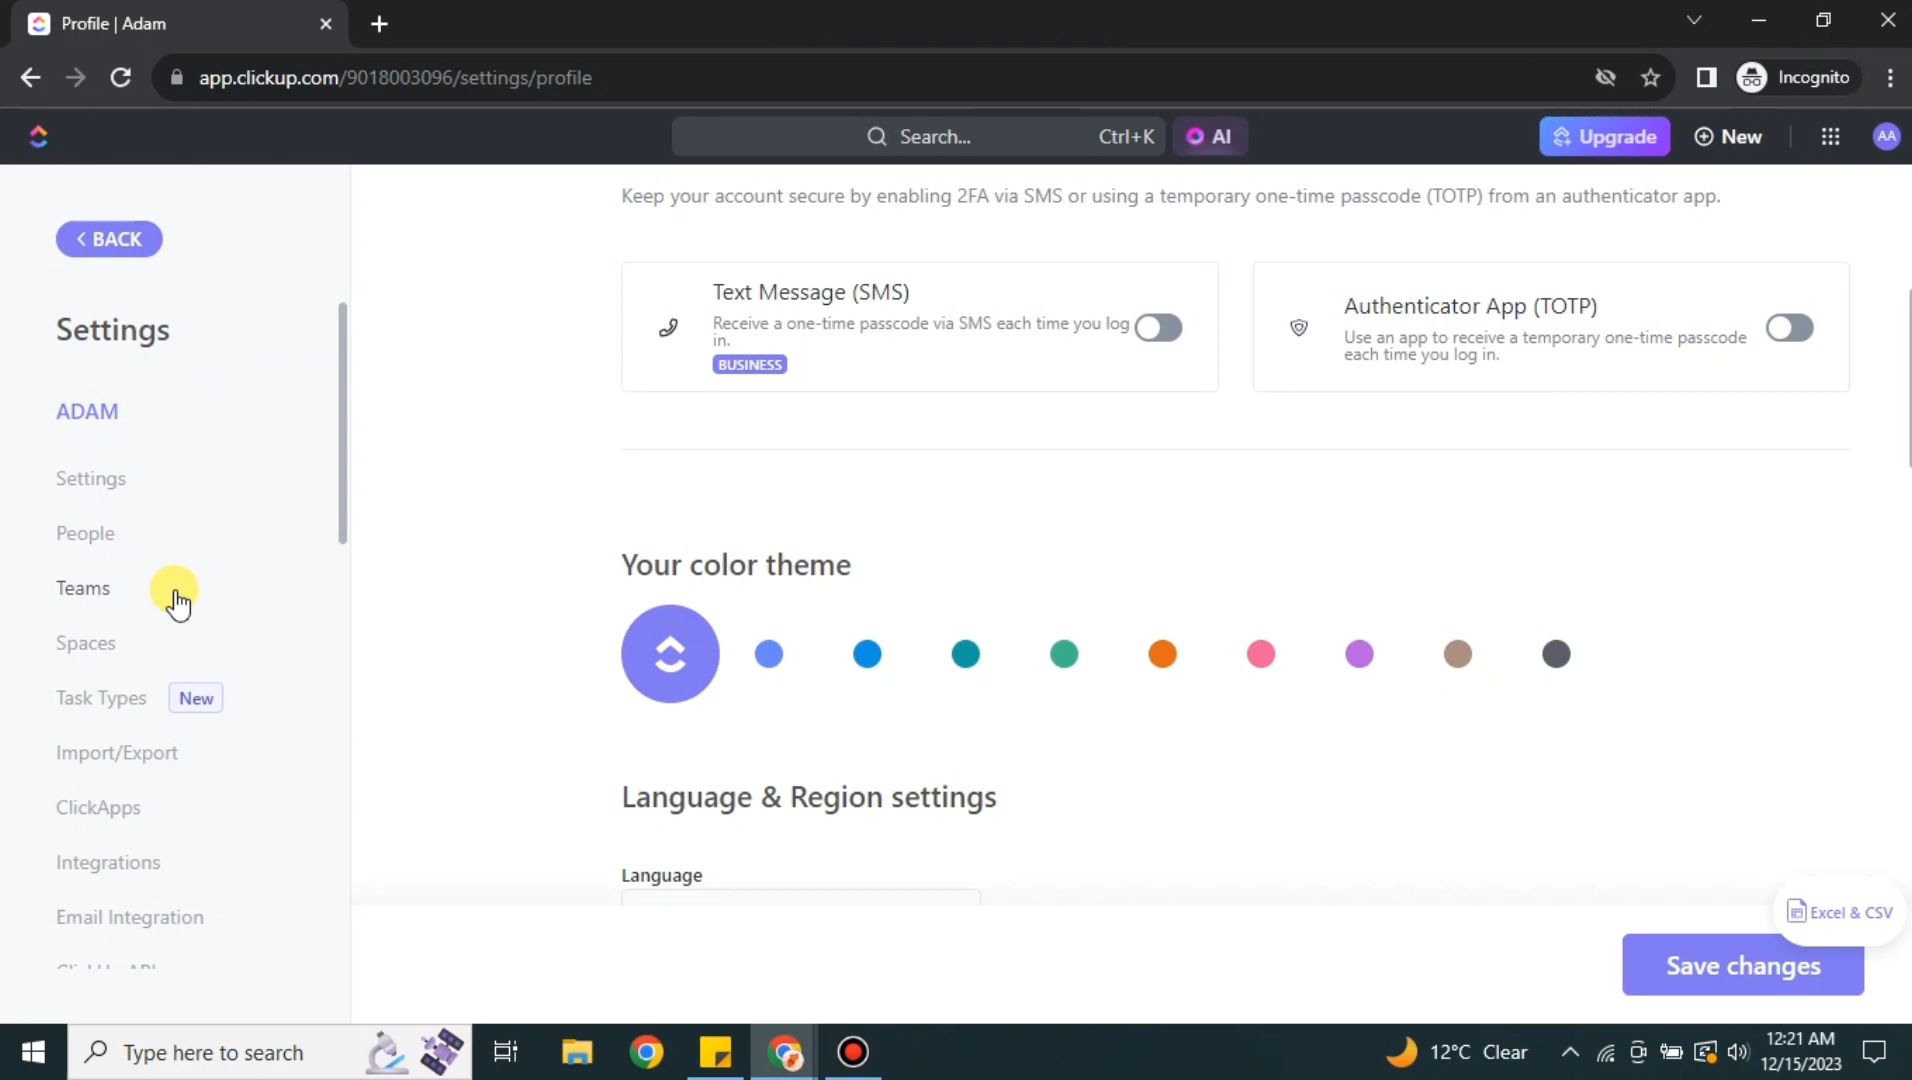 Profile | Adam
app.clickup.com/9018003096/settings/profile
Incognito
Search...
Ctrl+K
AI
Upgrade
New
AA
Keep your account secure by enabling 2FA via SMS or using a temporary one-time passcode (TOTP) from an authenticator app.
BACK
Settings
ADAM
Settings
People
Teams
Spaces
Task Types
New
Import/Export
ClickApps
Integrations
Email Integration
Text Message (SMS)
Receive a one-time passcode via SMS each time you log
in.
BUSINESS
Authenticator App (TOTP)
Use an app to receive a temporary one-time passcode
each time you log in.
Your color theme
Language & Region settings
Language
Excel & CSV
Save changes
Type here to search
12°C Clear
12:21 AM
12/15/2023